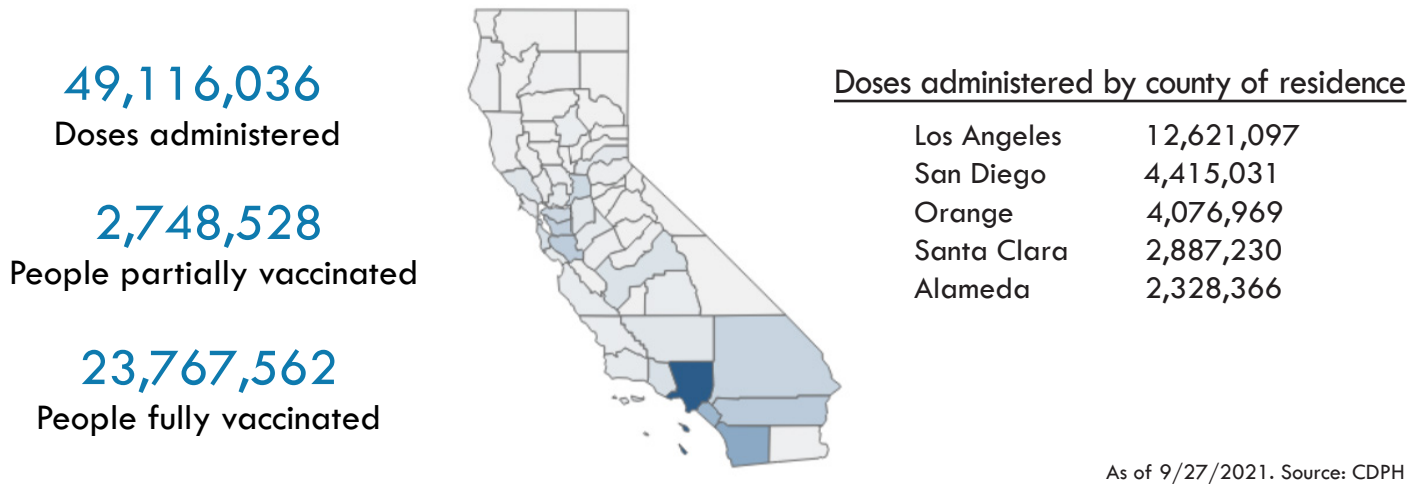 49,116,036
Doses administered
2,748,528
People partially vaccinated
23,767,562
People fully vaccinated
Doses administered by county of residence
Los Angeles 12,621,097
San Diego 4,415,031
Orange 4,076,969
Santa Clara 2,887,230
Alameda 2,328,366
As of 9/27/2021. Source: CDPH